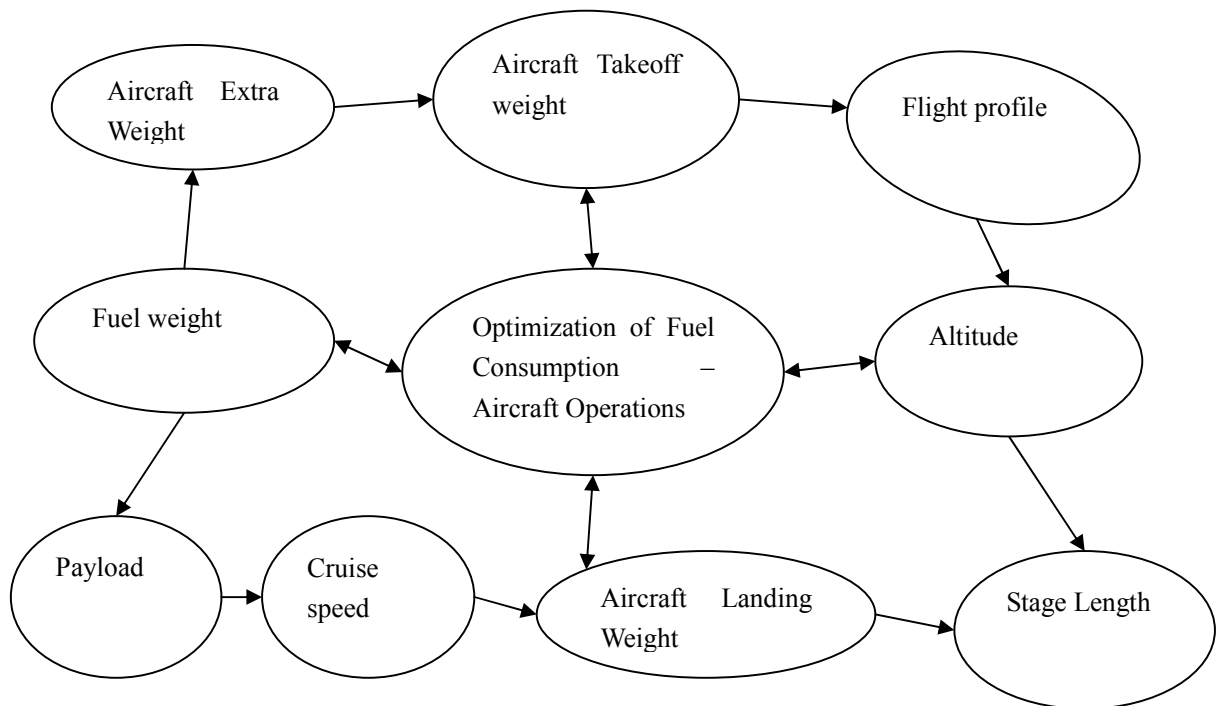 Aircraft Extra
Weight
Aircraft Takeoff
weight
Flight profile
Fuel weight
Optimization of Fuel
Consumption –
Aircraft Operations
Altitude
Payload
Cruise
speed
Aircraft Landing
Weight
Stage Length